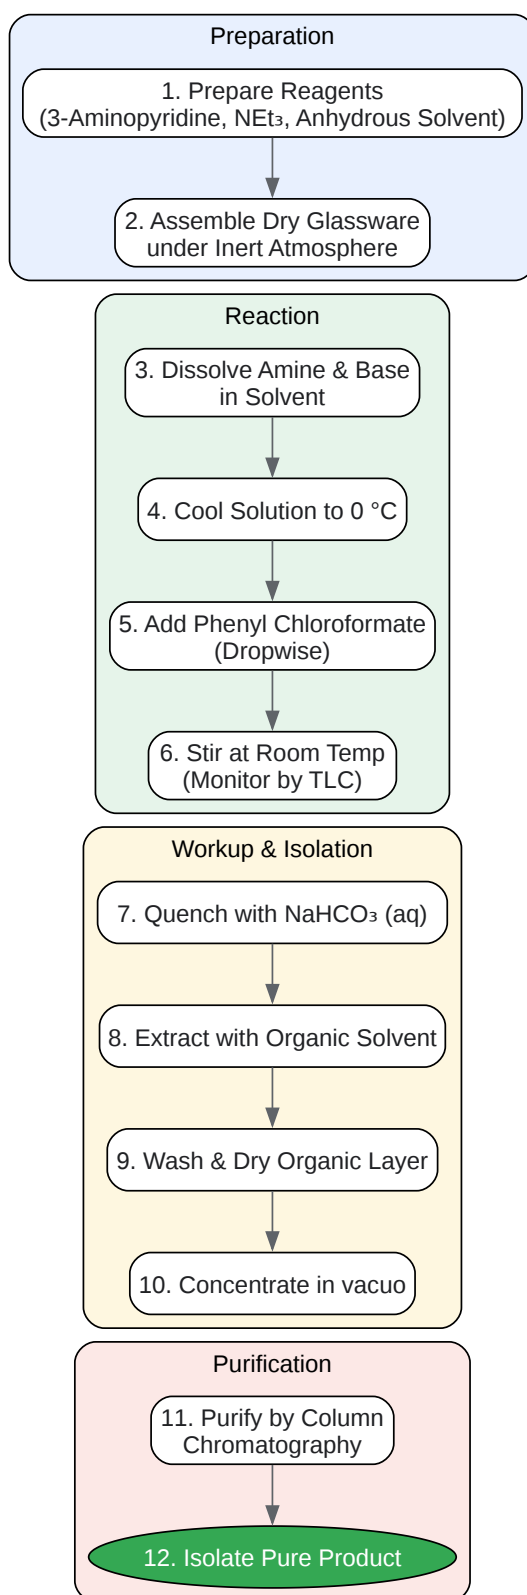 Preparation
1. Prepare Reagents
(3-Aminopyridine, NEt₃, Anhydrous Solvent)
2. Assemble Dry Glassware
under Inert Atmosphere
Reaction
3. Dissolve Amine & Base
in Solvent
4. Cool Solution to 0 °C
5. Add Phenyl Chloroformate
(Dropwise)
6. Stir at Room Temp
(Monitor by TLC)
Workup & Isolation
7. Quench with NaHCO₃ (aq)
8. Extract with Organic Solvent
9. Wash & Dry Organic Layer
10. Concentrate in vacuo
Purification
11. Purify by Column
Chromatography
12. Isolate Pure Product